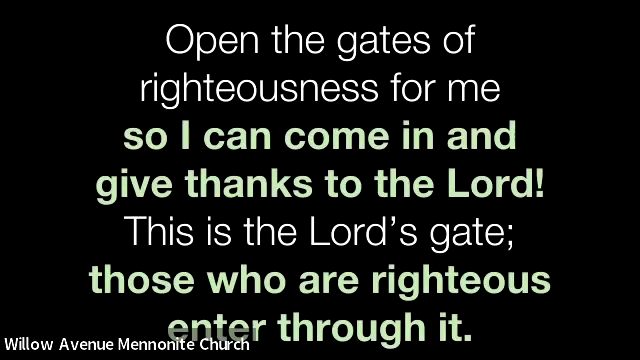 Open the gates of
righteousness for me
so I can come in and
give thanks to the Lord!
This is the Lord’s gate;
those who are righteous
enter through it.
Willow Avenue Mennonite Church